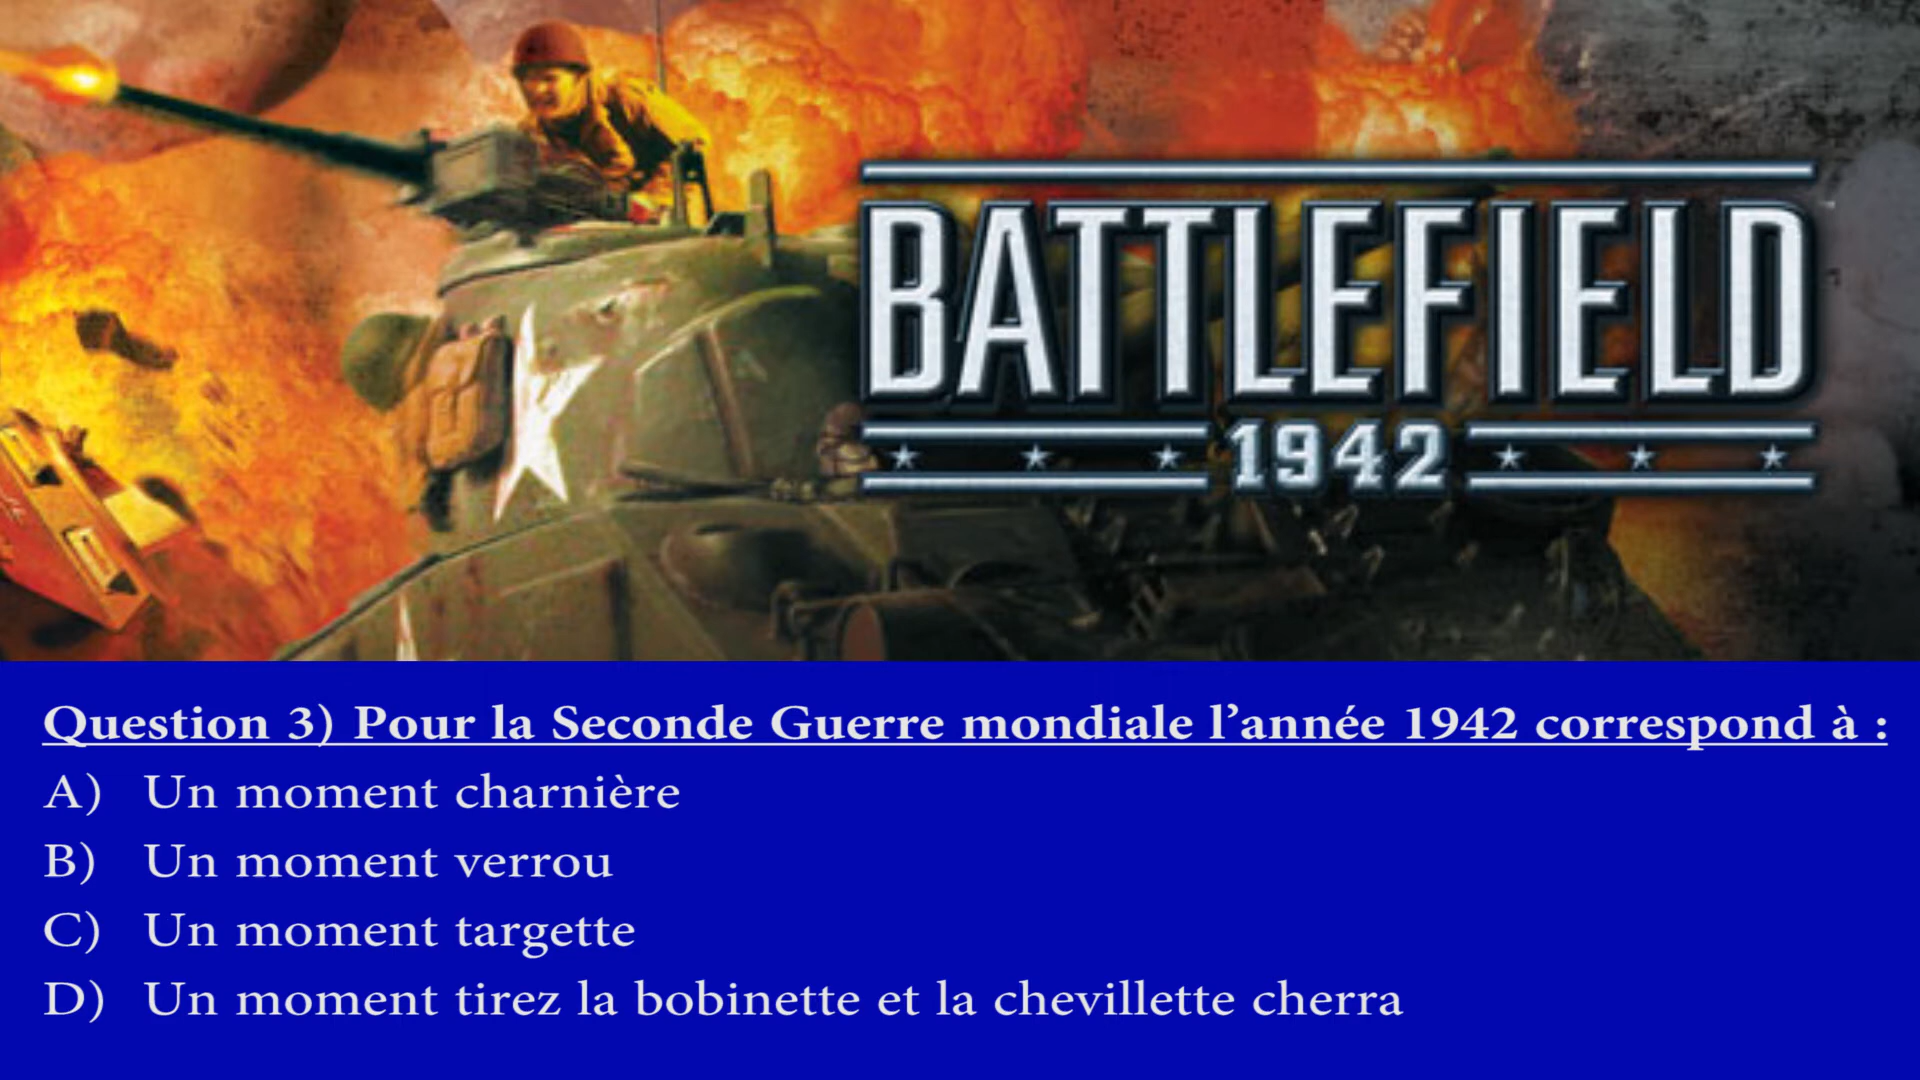 BATTLEFIELD
1942
Question 3) Pour la Seconde Guerre mondiale l’année 1942 correspond à :
A) Un moment charnière
B) Un moment verrou
C) Un moment targette
D) Un moment tirez la bobinette et la chevillette cherra